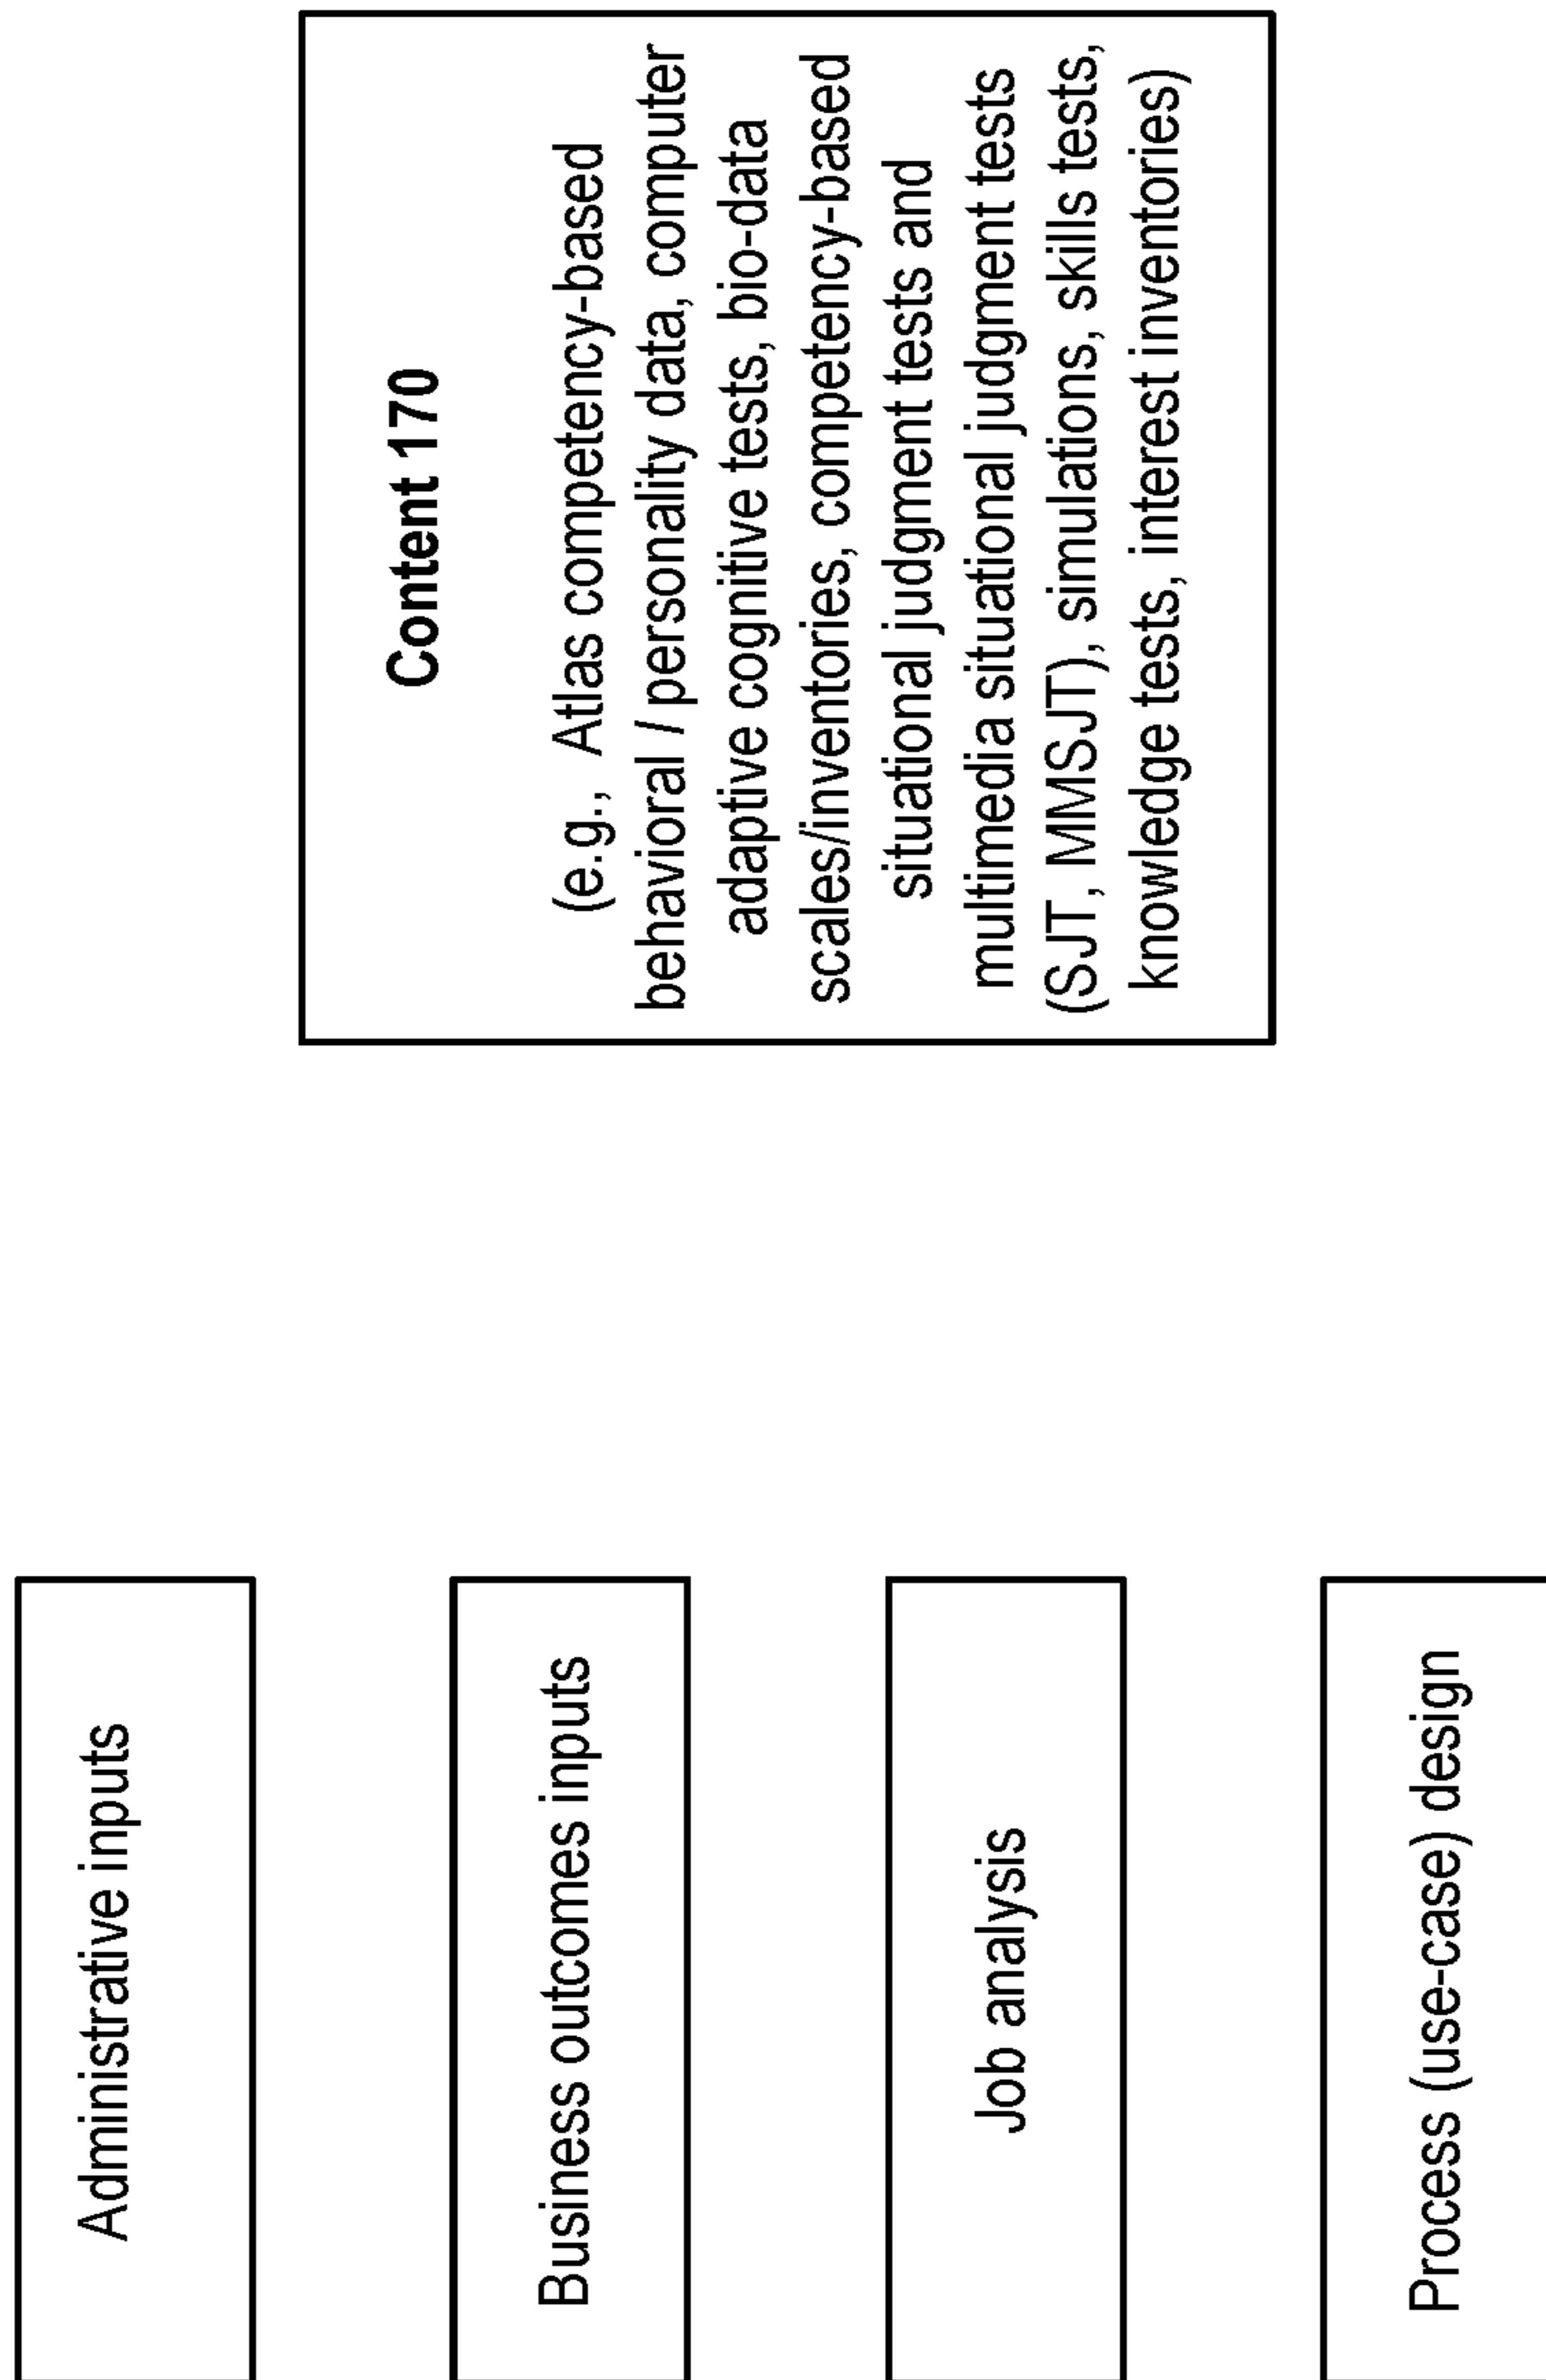 Administrative inputs
Business outcomes inputs
Job analysis
Process (use-case) design
Content 170
(e.g., Atlas competency-based
behavioral / personality data, computer
adaptive cognitive tests, bio-data
scales/inventories, competency-based
situational judgment tests and
multimedia situational judgment tests
(SJT, MMSJT), simulations, skills tests,
knowledge tests, interest inventories)